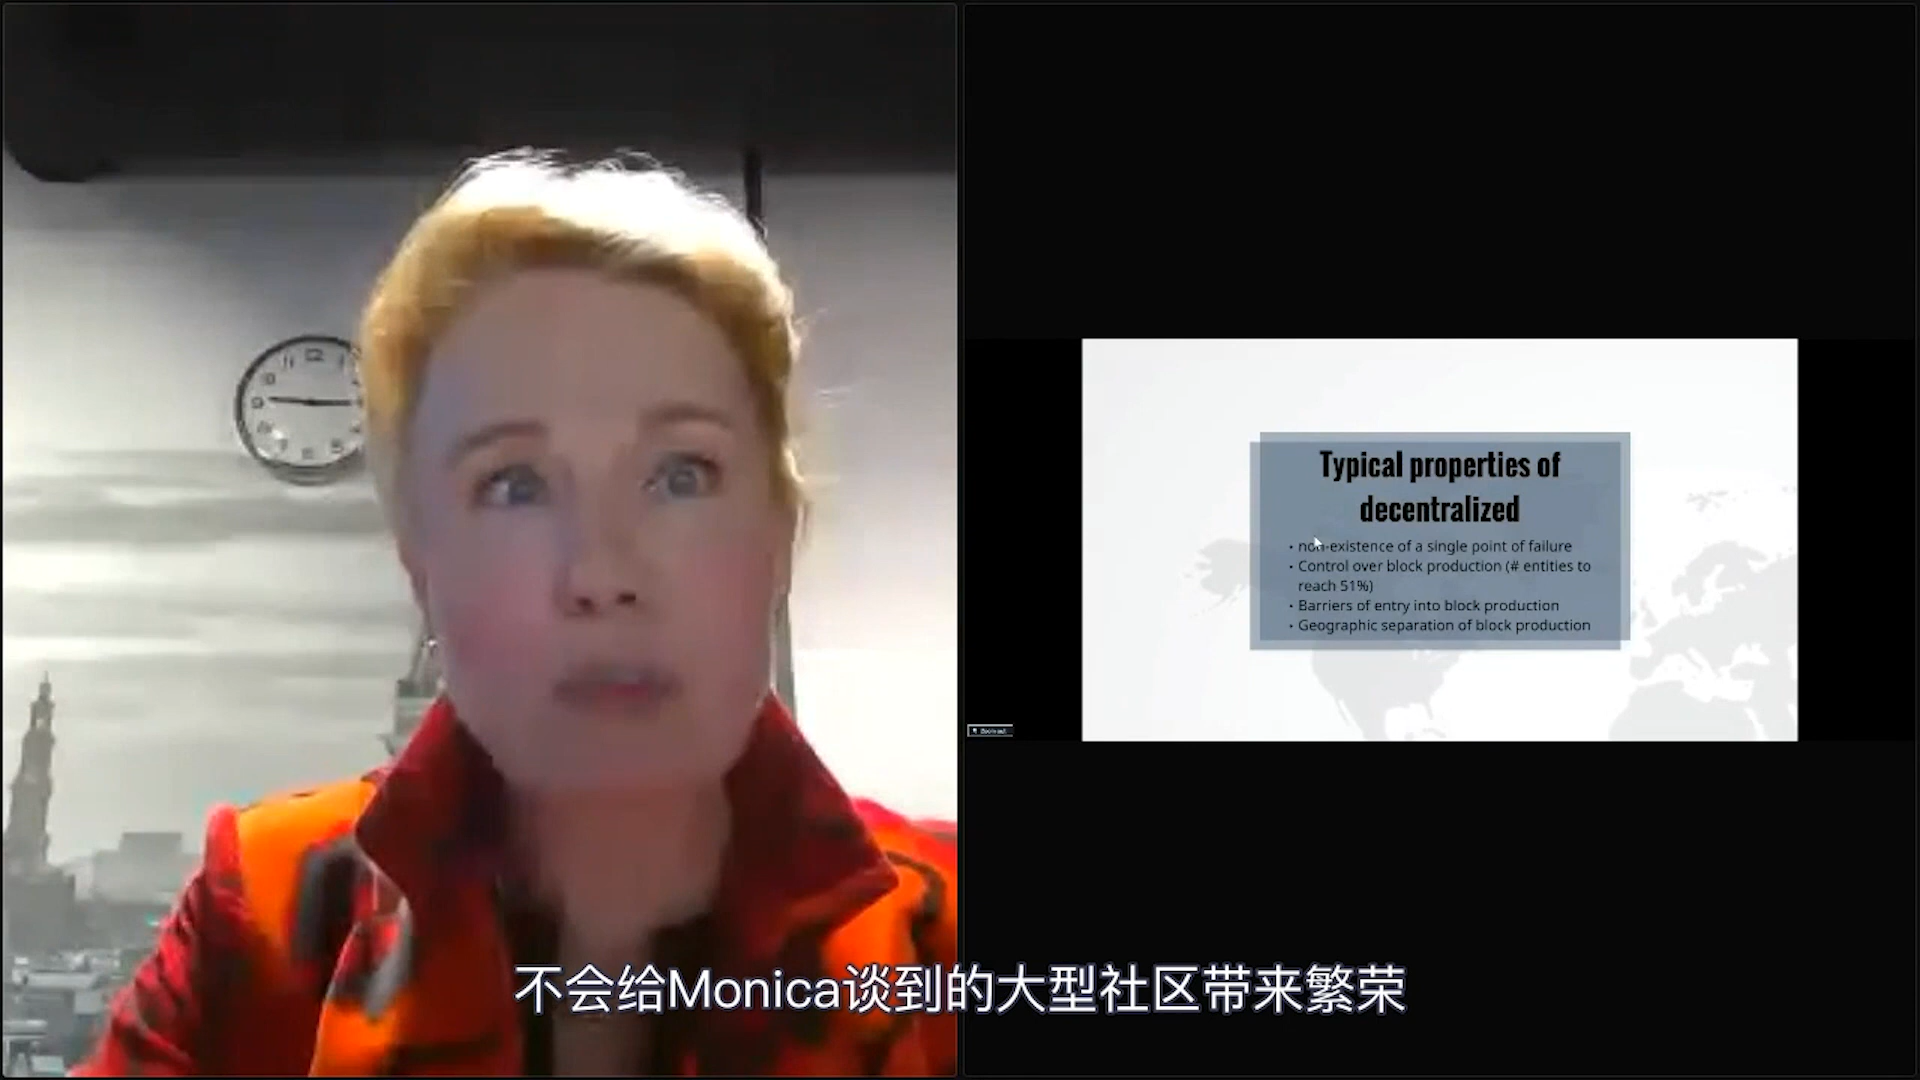 Typical properties of
decentralized
• non-existence of a single point of failure
• Control over block production (# entities to
reach 51%)
• Barriers of entry into block production
• Geographic separation of block production
不会给Monica谈到的大型社区带来繁荣